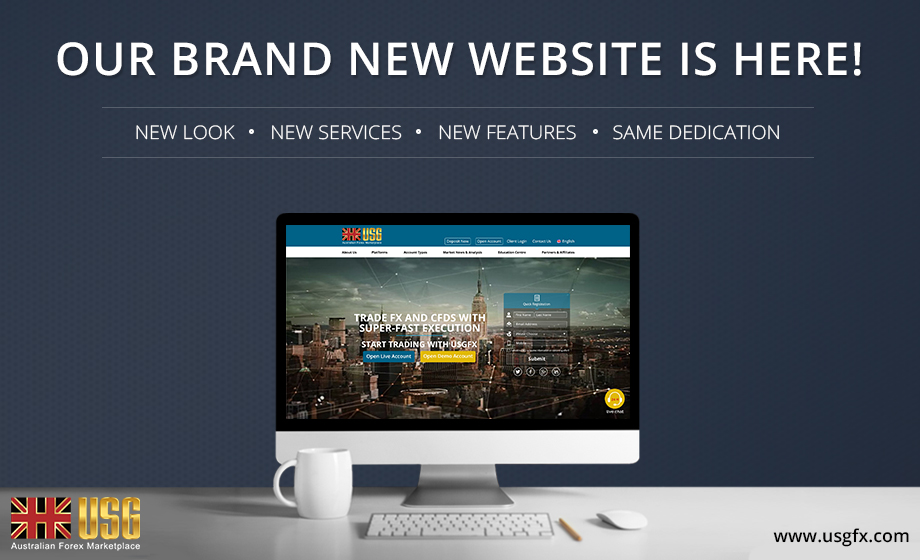 OUR BRAND NEW WEBSITE IS HERE!
NEW LOOK • NEW SERVICES • NEW FEATURES • SAME DEDICATION
USG
Australian Forex Marketplace
Deposit Now Open Account Client Login Contact Us English
About Us Platforms Account Types Market News & Analysis Education Centre Partners & Affiliates
Quick Registration
First Name Last Name
Email Address
TRADE FX AND CFDS WITH
SUPER-FAST EXECUTION
START TRADING WITH USGFX
Open Live Account Open Demo Account
Submit
live chat
USG
Australian Forex Marketplace
www.usgfx.com